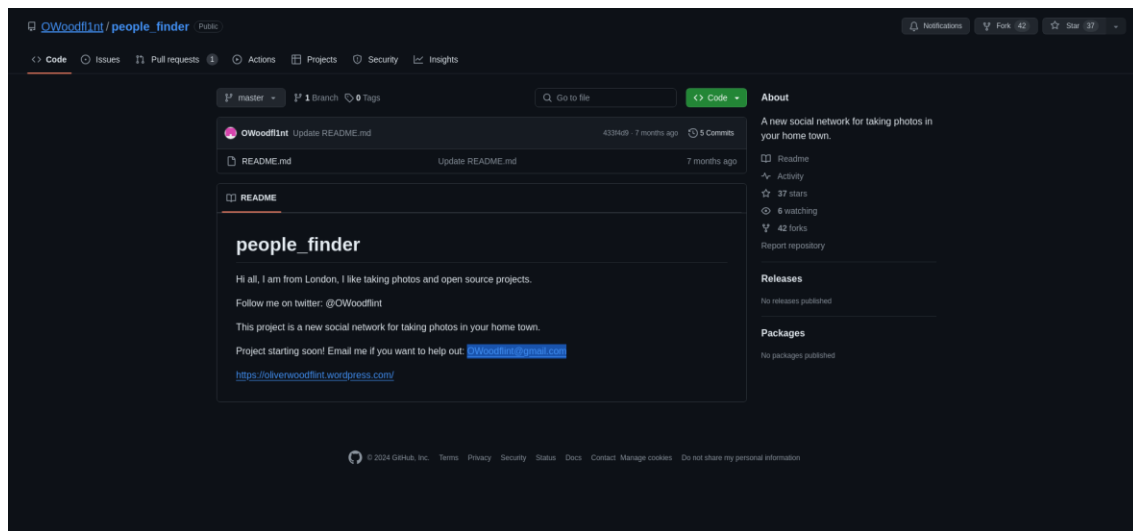 OWoodfl1nt / people_finder Public
Notifications Fork 42 Star 37
Code Issues Pull requests 1 Actions Projects Security Insights
master 1 Branch 0 Tags Go to file Code
OWoodfl1nt Update README.md 433f4d9 · 7 months ago 5 Commits
README.md Update README.md 7 months ago
README
people_finder
Hi all, I am from London, I like taking photos and open source projects.
Follow me on twitter: @OWoodflint
This project is a new social network for taking photos in your home town.
Project starting soon! Email me if you want to help out: OWoodflint@gmail.com
https://oliverwoodflint.wordpress.com/
About
A new social network for taking photos in
your home town.
Readme
Activity
37 stars
6 watching
42 forks
Report repository
Releases
No releases published
Packages
No packages published
© 2024 GitHub, Inc. Terms Privacy Security Status Docs Contact Manage cookies Do not share my personal information